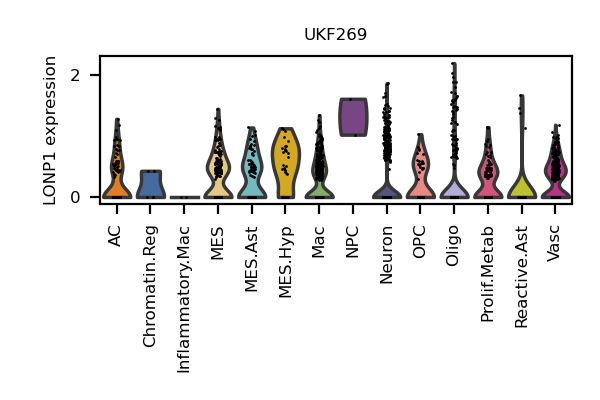 UKF269
LONP1 expression
2
0
AC
Chromatin.Reg
Inflammatory.Mac
MES
MES.Ast
MES.Hyp
Mac
NPC
Neuron
OPC
Oligo
Prolif.Metab
Reactive.Ast
Vasc